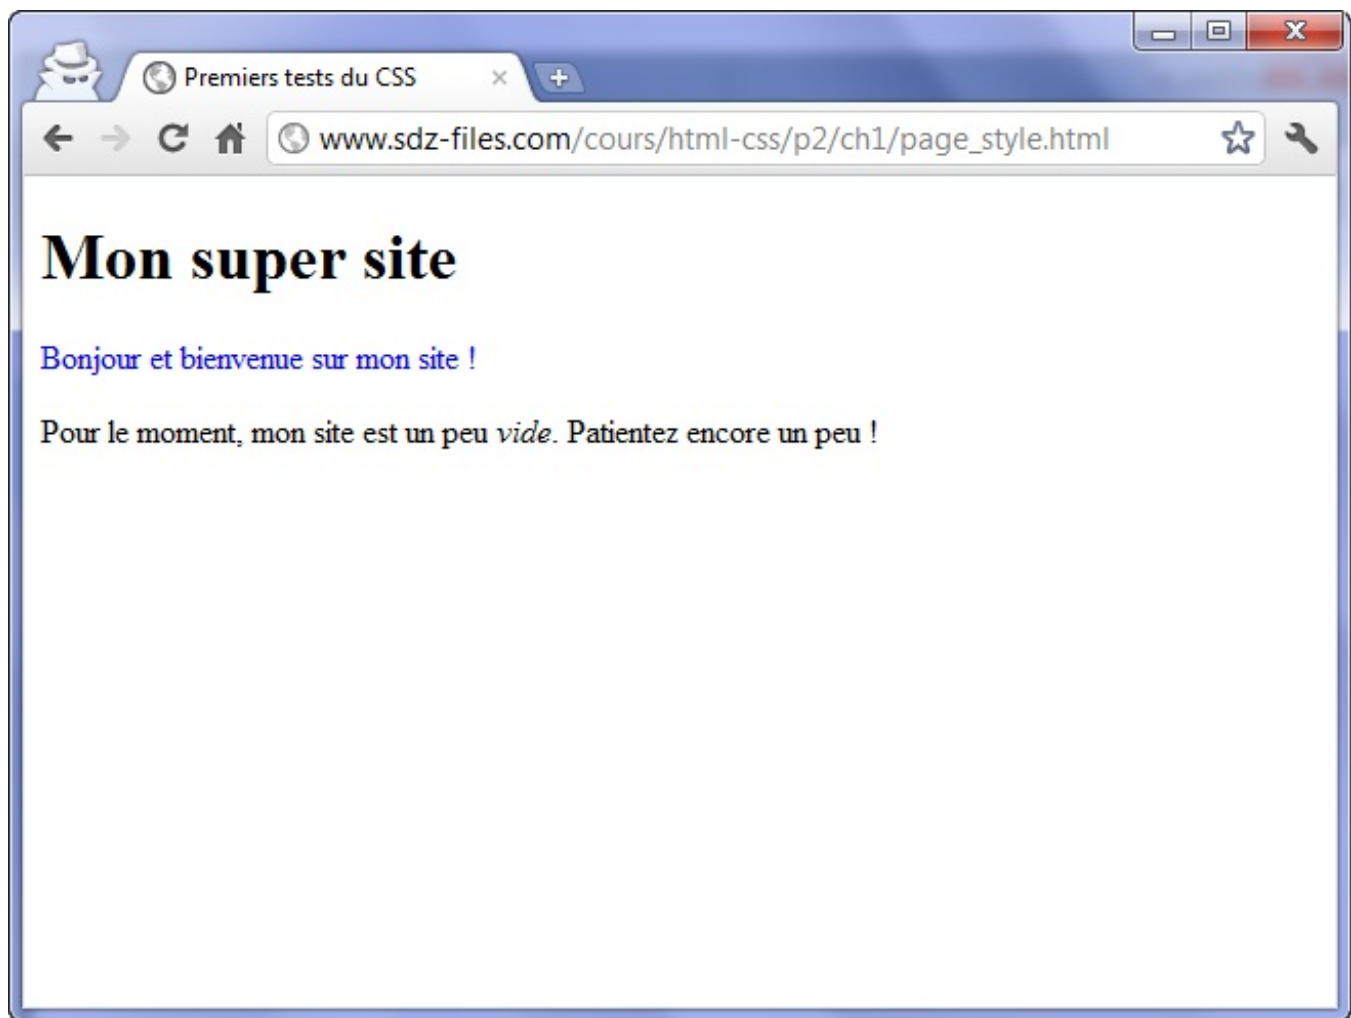 Premiers tests du CSS
www.sdz-files.com/cours/html-css/p2/ch1/page_style.html
Mon super site
Bonjour et bienvenue sur mon site !
Pour le moment, mon site est un peu vide. Patientez encore un peu !